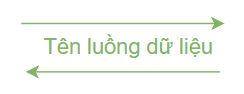 Tên luồng dữ liệu